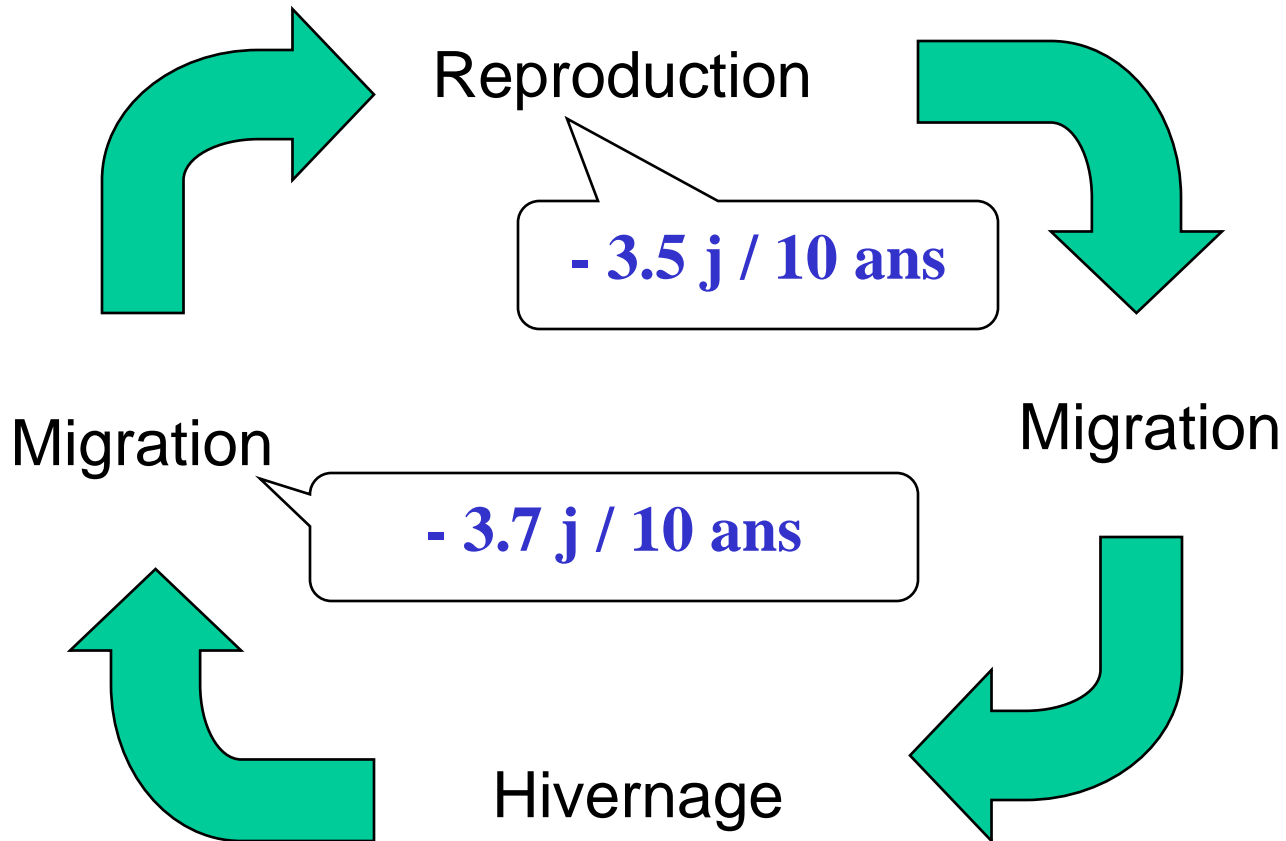 Reproduction
- 3.5 j / 10 ans
Migration
Migration
- 3.7 j / 10 ans
Hivernage